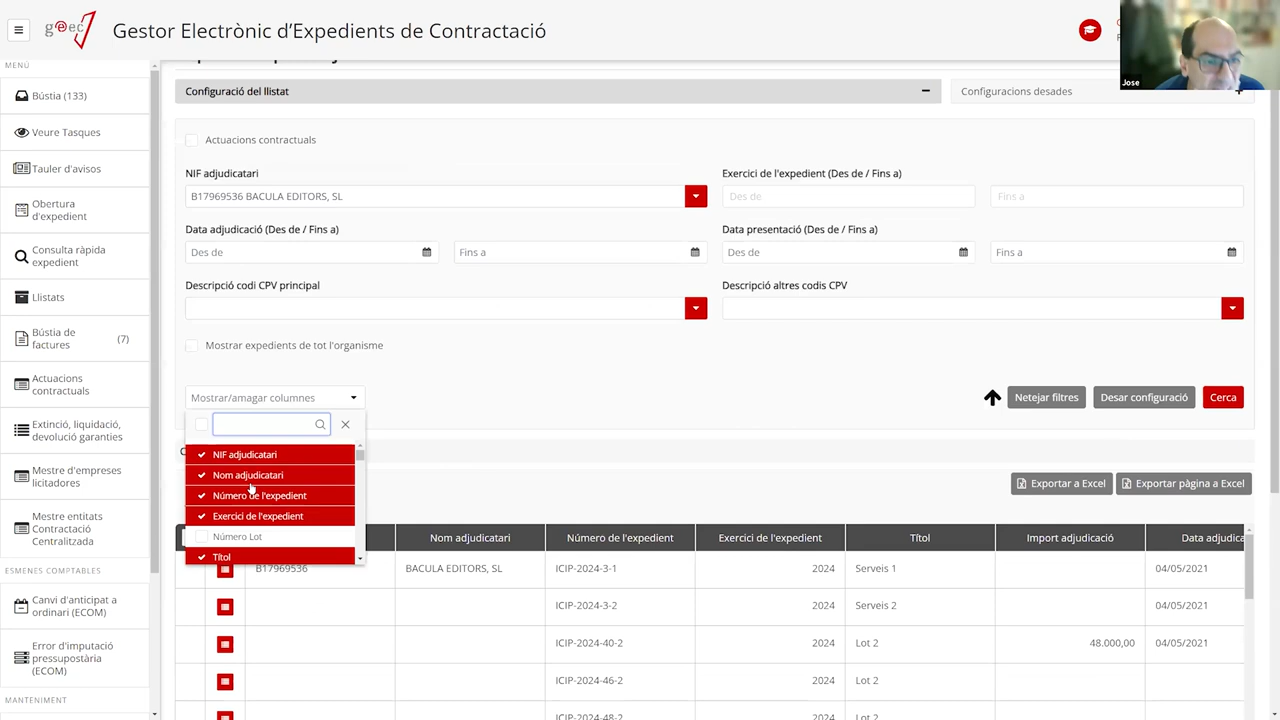 geec
Gestor Electrònic d'Expedients de Contractació
Jose
MENÚ
Bústia (133)
Veure Tasques
Tauler d'avisos
Obertura
d'expedient
Consulta ràpida
expedient
Llistats
Bústia de
factures
(7)
Actuacions
contractuals
Extinció, liquidació,
devolució garanties
Mestre d'empreses
licitadores
Mestre entitats
Contractació
Centralitzada
ESMENES COMPTABLES
Canvi d'anticipat a
ordinari (ECOM)
Error d'imputació
pressupostària
(ECOM)
MANTENIMENT
Configuració del llistat
Configuracions desades
Actuacions contractuals
NIF adjudicatari
Exercici de l'expedient (Des de / Fins a)
B17969536 BACULA EDITORS, SL
Des de
Fins a
Data adjudicació (Des de / Fins a)
Data presentació (Des de / Fins a)
Des de
Fins a
Des de
Fins a
Descripció codi CPV principal
Descripció altres codis CPV
Mostrar expedients de tot l'organisme
Mostrar/amagar columnes
Netejar filtres
Desar configuració
Cerca
NIF adjudicatari
Nom adjudicatari
Número de l'expedient
Exercici de l'expedient
Número Lot
Títol
Exportar a Excel
Exportar pàgina a Excel
Nom adjudicatari
Número de l'expedient
Exercici de l'expedient
Títol
Import adjudicació
Data adjudica
B17969536 BACULA EDITORS, SL ICIP-2024-3-1 2024 Serveis 1 04/05/2021
ICIP-2024-3-2 2024 Serveis 2 04/05/2021
ICIP-2024-40-2 2024 Lot 2 48.000,00 04/05/2021
ICIP-2024-46-2 2024 Lot 2
ICIP-2024-48-2 2024 Lot 2